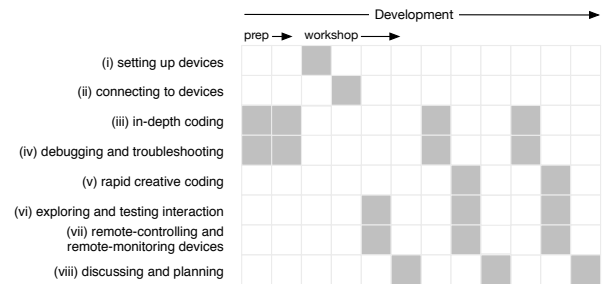 Development
prep
workshop
(i) setting up devices
(ii) connecting to devices
(iii) in-depth coding
(iv) debugging and troubleshooting
(v) rapid creative coding
(vi) exploring and testing interaction
(vii) remote-controlling and
remote-monitoring devices
(viii) discussing and planning